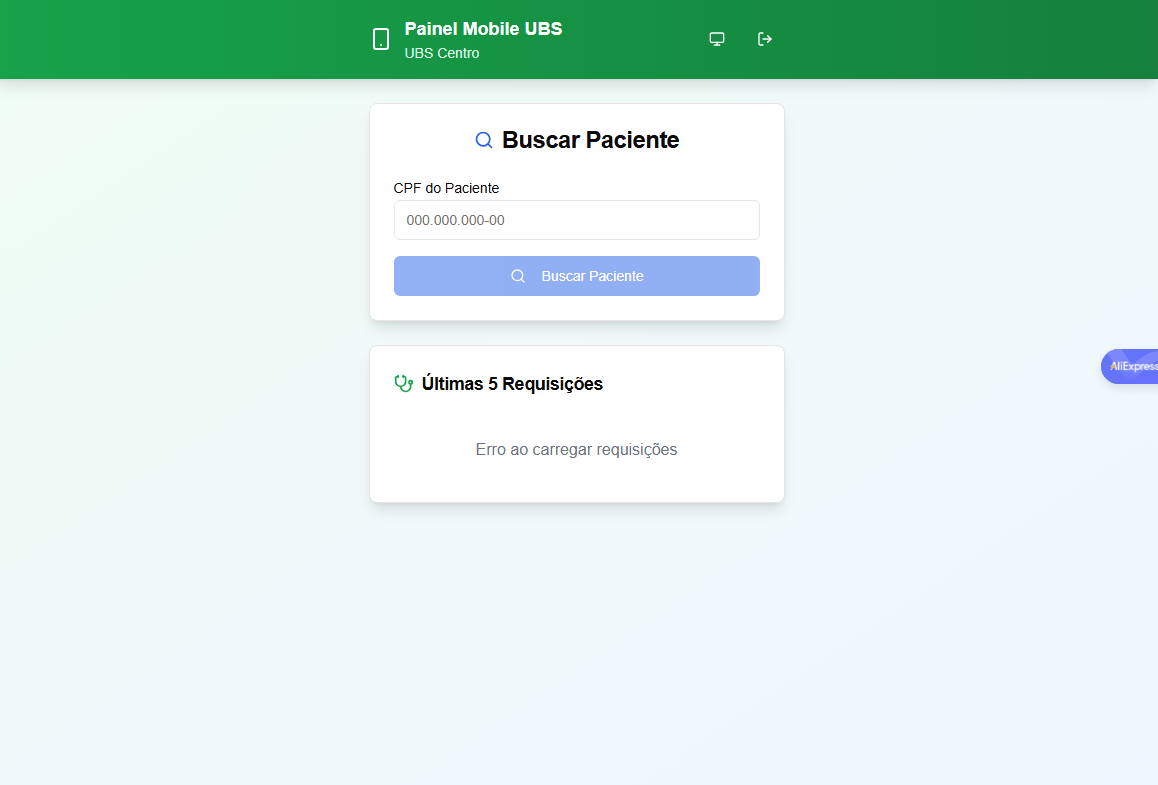 Painel Mobile UBS
UBS Centro
Buscar Paciente
CPF do Paciente
000.000.000-00
Buscar Paciente
AliExpress
Últimas 5 Requisições
Erro ao carregar requisições